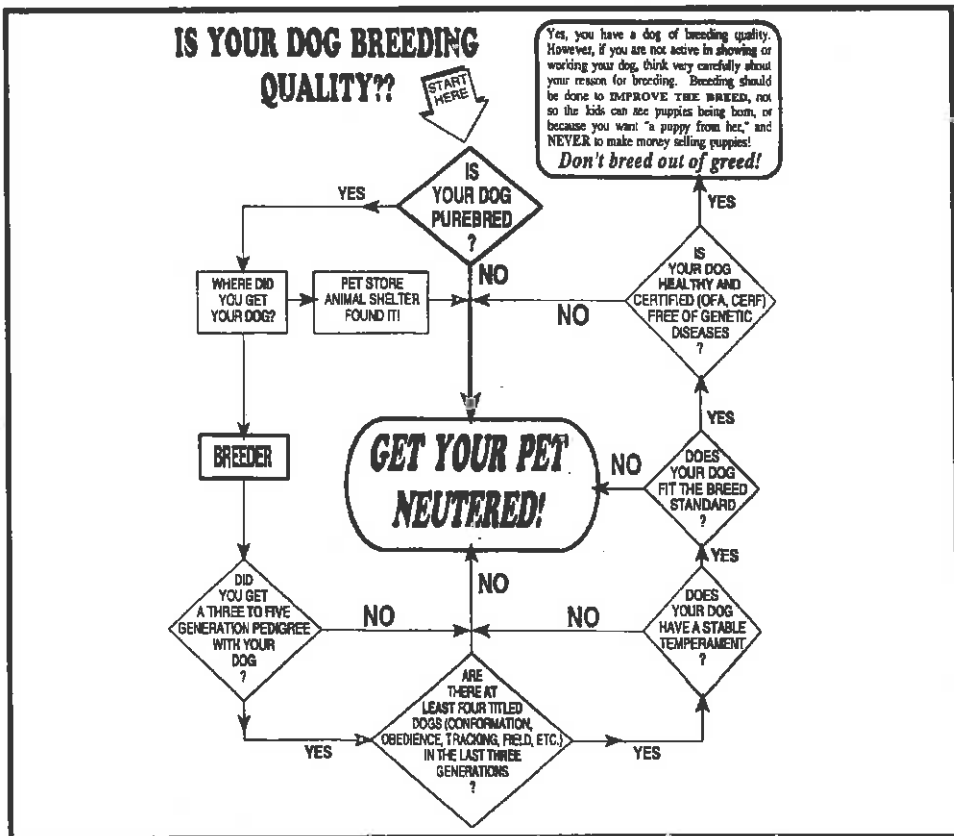 IS YOUR DOG BREEDING
QUALITY??
START
HERE
Yes, you have a dog of breeding quality.
However, if you are not active in showing or
working your dog, think very carefully about
your reason for breeding. Breeding should
be done to IMPROVE THE BREED, not
so the kids can see puppies being born, or
because you want "a puppy from her," and
NEVER to make money selling puppies!
Don't breed out of greed!
IS
YOUR DOG
PUREBRED
?
YES
NO
WHERE DID
YOU GET
YOUR DOG?
PET STORE
ANIMAL SHELTER
FOUND IT!
BREEDER
DID
YOU GET
A THREE TO FIVE
GENERATION PEDIGREE
WITH YOUR
DOG
?
NO
YES
ARE
THERE AT
LEAST FOUR TITLED
DOGS (CONFORMATION,
OBEDIENCE, TRACKING, FIELD, ETC.)
IN THE LAST THREE
GENERATIONS
?
NO
YES
DOES
YOUR DOG
HAVE A STABLE
TEMPERAMENT
?
NO
YES
DOES
YOUR DOG
FIT THE BREED
STANDARD
?
NO
YES
IS
YOUR DOG
HEALTHY AND
CERTIFIED (OFA, CERF)
FREE OF GENETIC
DISEASES
?
NO
YES
GET YOUR PET
NEUTERED!